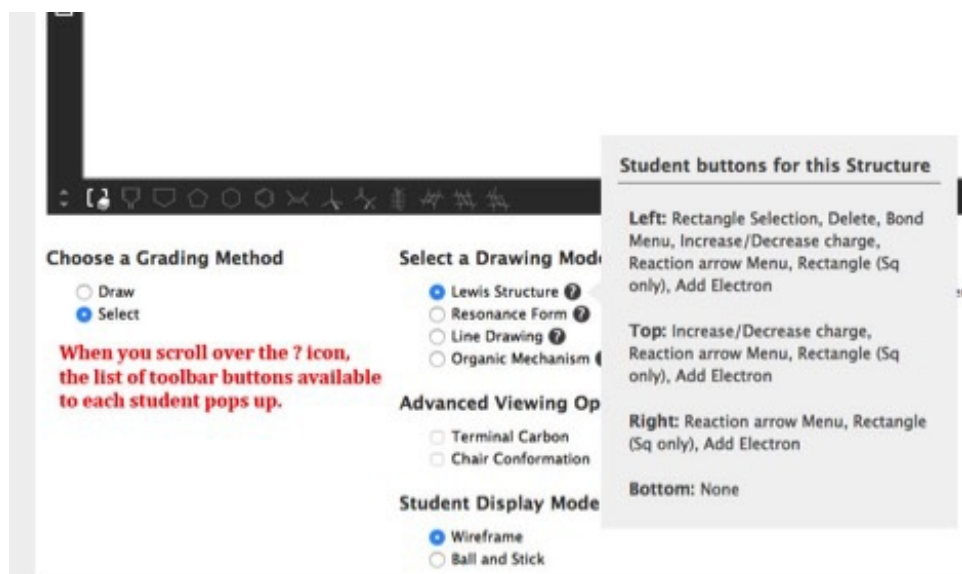 Student buttons for this Structure
Left: Rectangle Selection, Delete, Bond
Menu, Increase/Decrease charge,
Reaction arrow Menu, Rectangle (Sq
only), Add Electron
Top: Increase/Decrease charge,
Reaction arrow Menu, Rectangle (Sq
only), Add Electron
Right: Reaction arrow Menu, Rectangle
(Sq only), Add Electron
Bottom: None
Choose a Grading Method
Draw
Select
When you scroll over the ? icon,
the list of toolbar buttons available
to each student pops up.
Select a Drawing Mod
Lewis Structure ?
Resonance Form ?
Line Drawing ?
Organic Mechanism
Advanced Viewing Op
Terminal Carbon
Chair Conformation
Student Display Mode
Wireframe
Ball and Stick